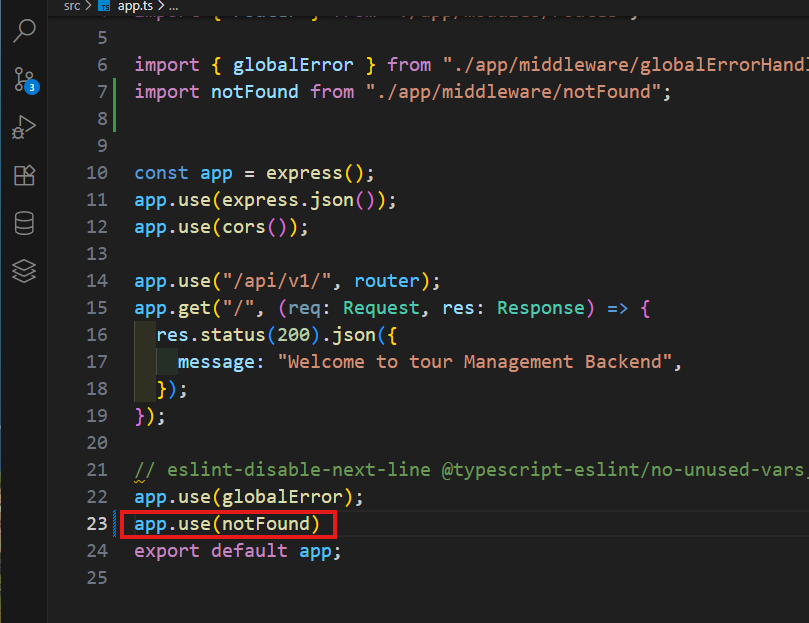 src > app.ts > ...
5
6 import { globalError } from "./app/middleware/globalErrorHandl
7 import notFound from "./app/middleware/notFound";
8
9
10 const app = express();
11 app.use(express.json());
12 app.use(cors());
13
14 app.use("/api/v1/", router);
15 app.get("/", (req: Request, res: Response) => {
16 res.status(200).json({
17 message: "Welcome to tour Management Backend",
18 });
19 });
20
21 // eslint-disable-next-line @typescript-eslint/no-unused-vars
22 app.use(globalError);
23 app.use(notFound)
24 export default app;
25
3